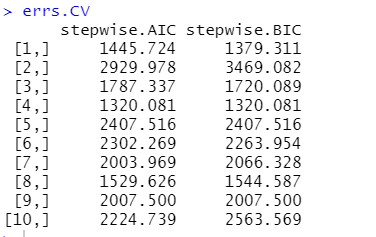 > errs.CV
stepwise.AIC stepwise.BIC
[1,] 1445.724 1379.311
[2,] 2929.978 3469.082
[3,] 1787.337 1720.089
[4,] 1320.081 1320.081
[5,] 2407.516 2407.516
[6,] 2302.269 2263.954
[7,] 2003.969 2066.328
[8,] 1529.626 1544.587
[9,] 2007.500 2007.500
[10,] 2224.739 2563.569